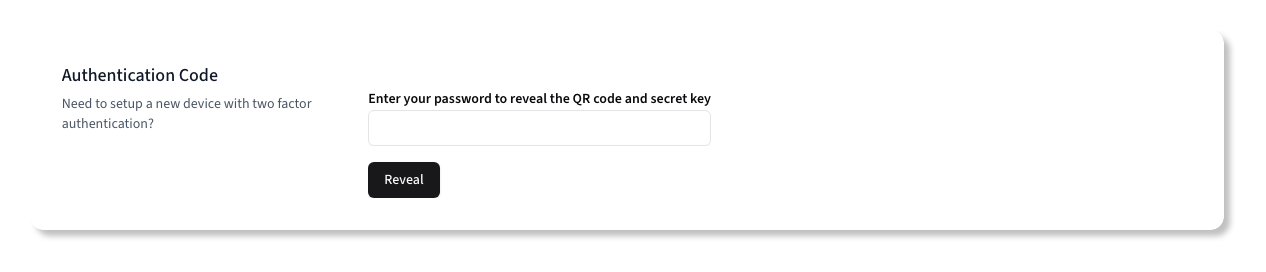 Authentication Code
Need to setup a new device with two factor
authentication?
Enter your password to reveal the QR code and secret key
Reveal